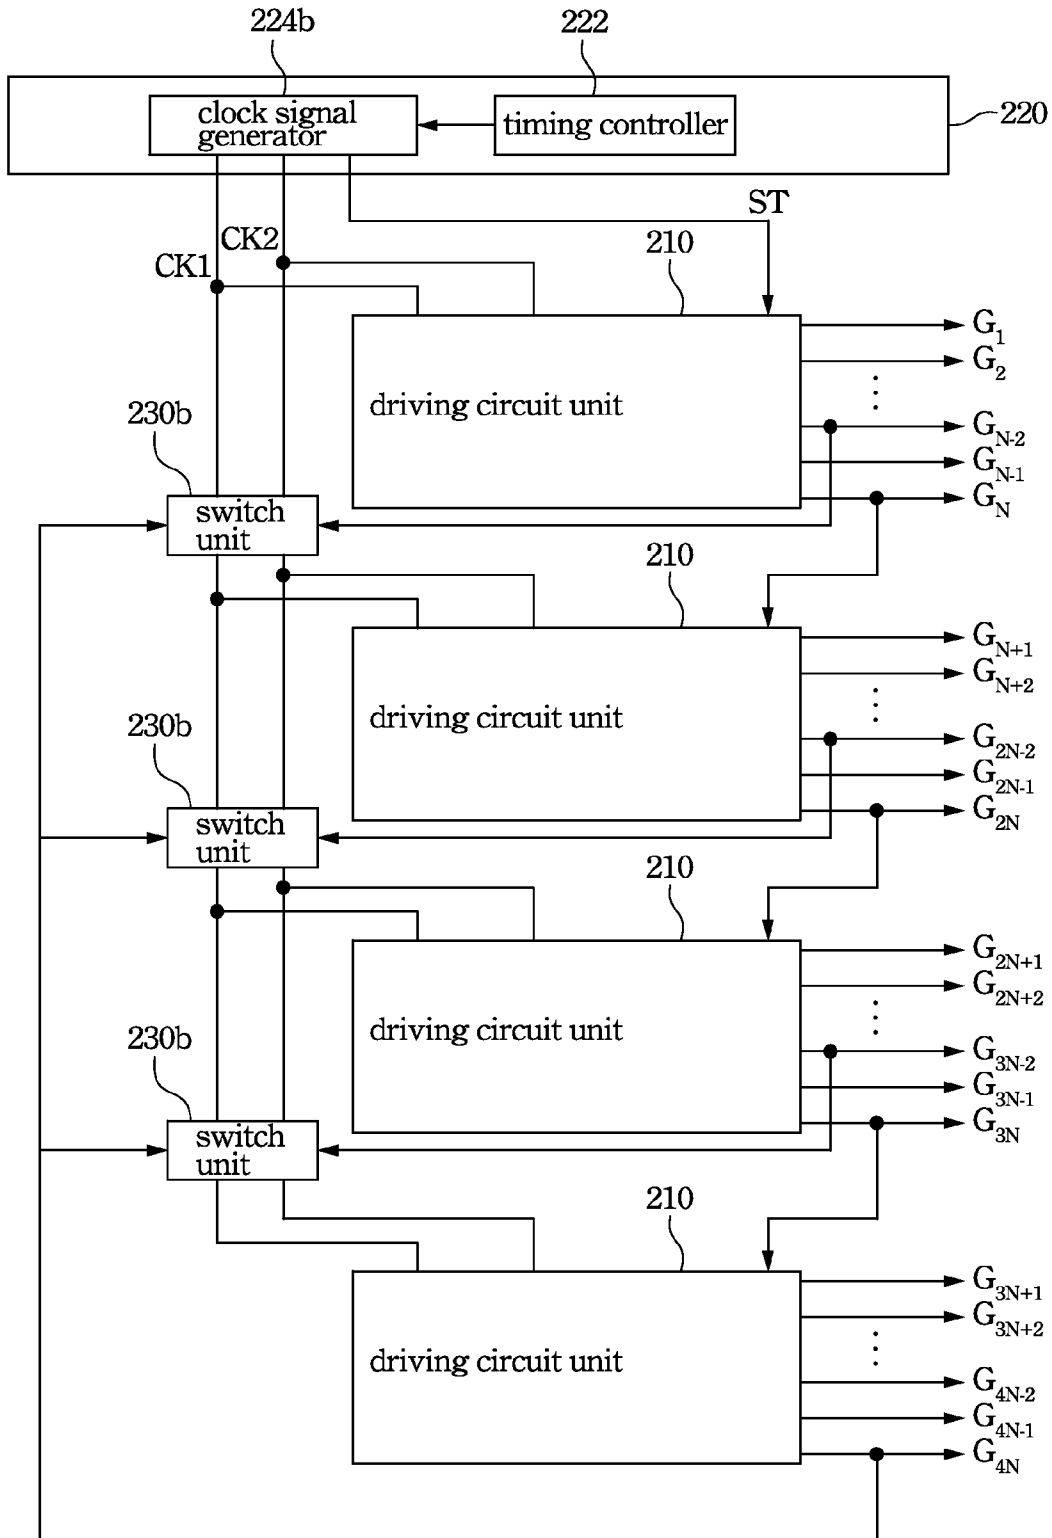 224b
222
clock signal
generator
timing controller
220
ST
CK2
210
CK1
G1
G2
driving circuit unit
230b
GN-2
GN-1
GN
switch
unit
210
GN+1
GN+2
driving circuit unit
230b
G2N-2
G2N-1
G2N
switch
unit
210
G2N+1
G2N+2
driving circuit unit
230b
G3N-2
G3N-1
G3N
switch
unit
210
G3N+1
G3N+2
driving circuit unit
G4N-2
G4N-1
G4N